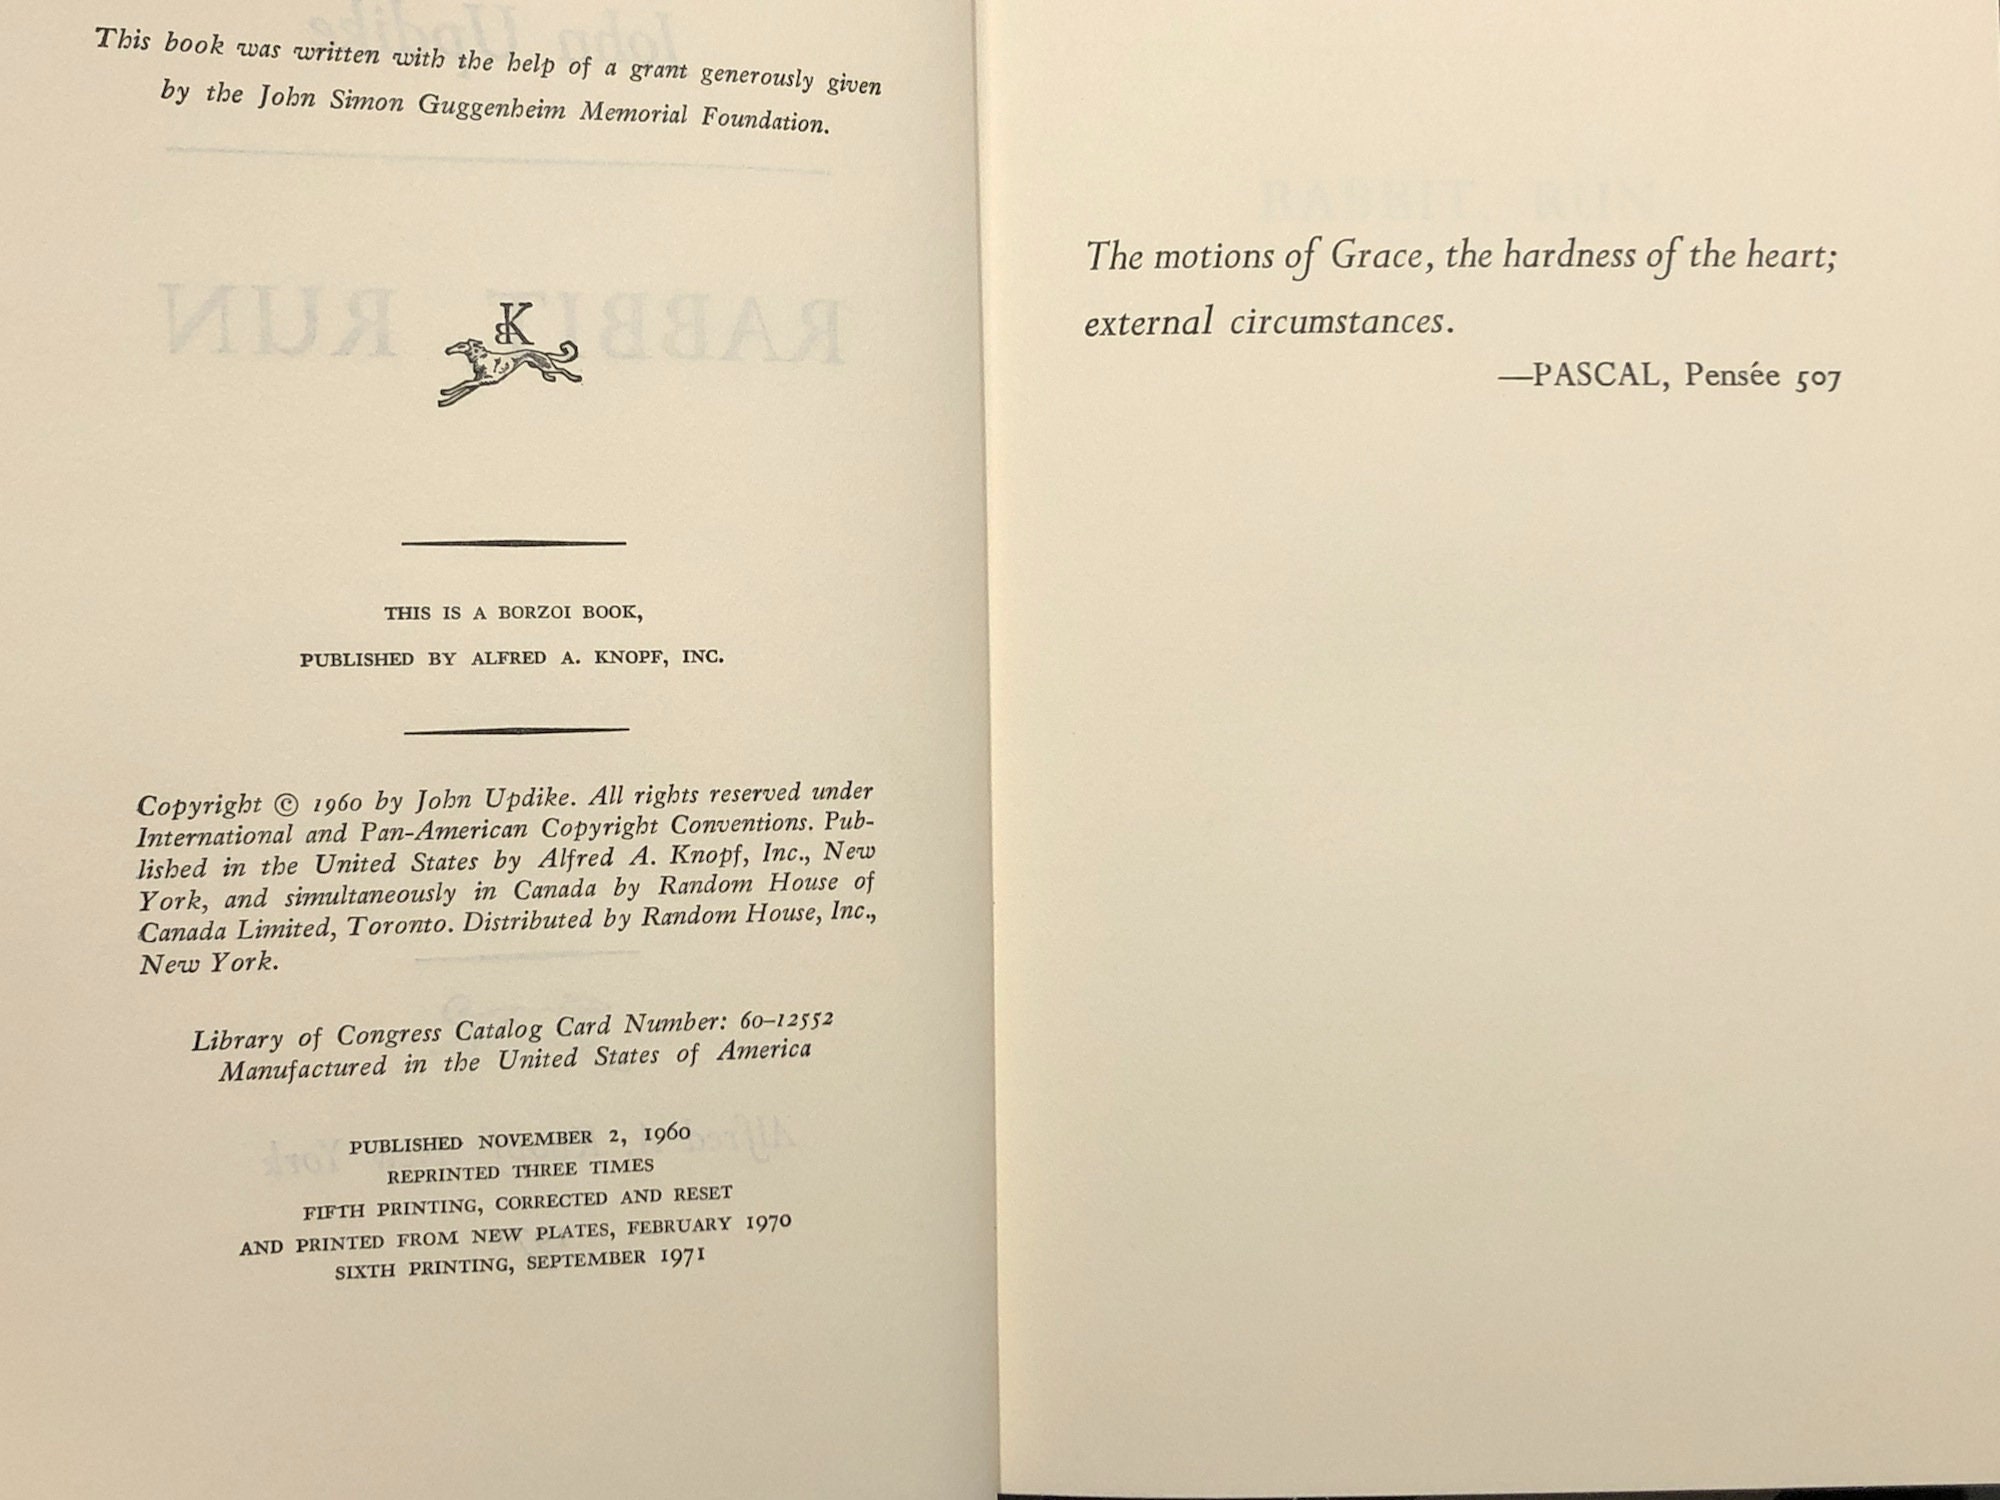 This book was written with the help of a grant generously given
by the John Simon Guggenheim Memorial Foundation.
RABBIT RUN
BK
THIS IS A BORZOI BOOK,
PUBLISHED BY ALFRED A. KNOPF, INC.
Copyright © 1960 by John Updike. All rights reserved under
International and Pan-American Copyright Conventions. Pub-
lished in the United States by Alfred A. Knopf, Inc., New
York, and simultaneously in Canada by Random House of
Canada Limited, Toronto. Distributed by Random House, Inc.,
New York.
Library of Congress Catalog Card Number: 60–12552
Manufactured in the United States of America
PUBLISHED NOVEMBER 2, 1960
REPRINTED THREE TIMES
FIFTH PRINTING, CORRECTED AND RESET
AND PRINTED FROM NEW PLATES, FEBRUARY 1970
SIXTH PRINTING, SEPTEMBER 1971
RABBIT, RUN
The motions of Grace, the hardness of the heart;
external circumstances.
—PASCAL, Pensée 507